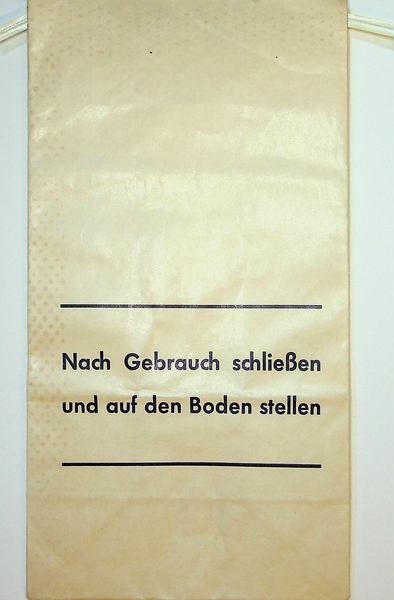 Nach Gebrauch schließen
und auf den Boden stellen